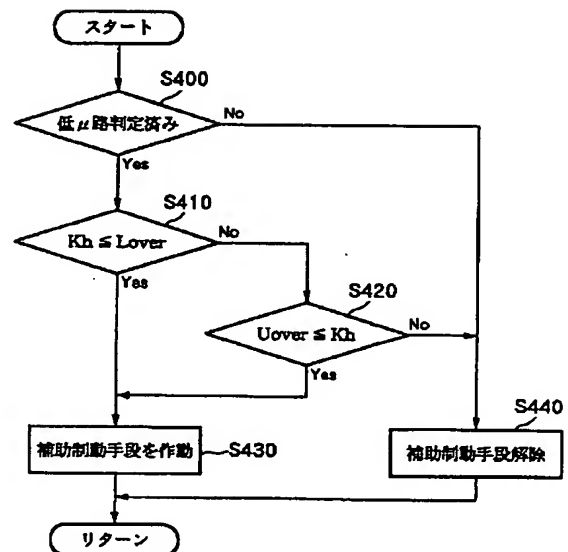 スタート
S400
低μ路判定済み
No
Yes
S410
Kh ≦ Lover
No
Yes
S420
Uover ≦ Kh
No
Yes
S440
補助制動手段を作動
S430
補助制動手段解除
リターン